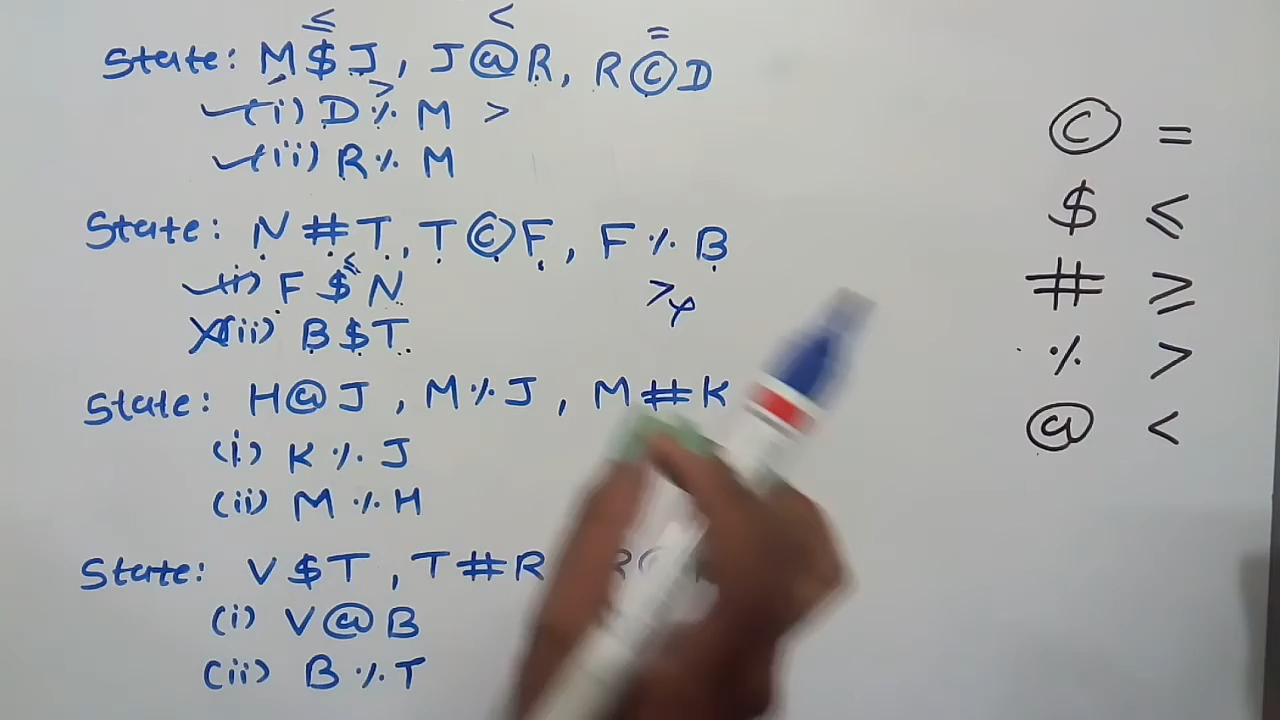 ≤ < =
State: M $ J, J @ R, R © D
>
(i) D % M >
(ii) R % M
State: N # T, T © F, F % B
≤
(i) F $ N >
(ii) B $ T
State: H @ J, M % J, M # K
(i) K % J
(ii) M % H
State: V $ T, T # R
(i) V @ B
(ii) B % T
© =
$ ≤
# ≥
% >
@ <